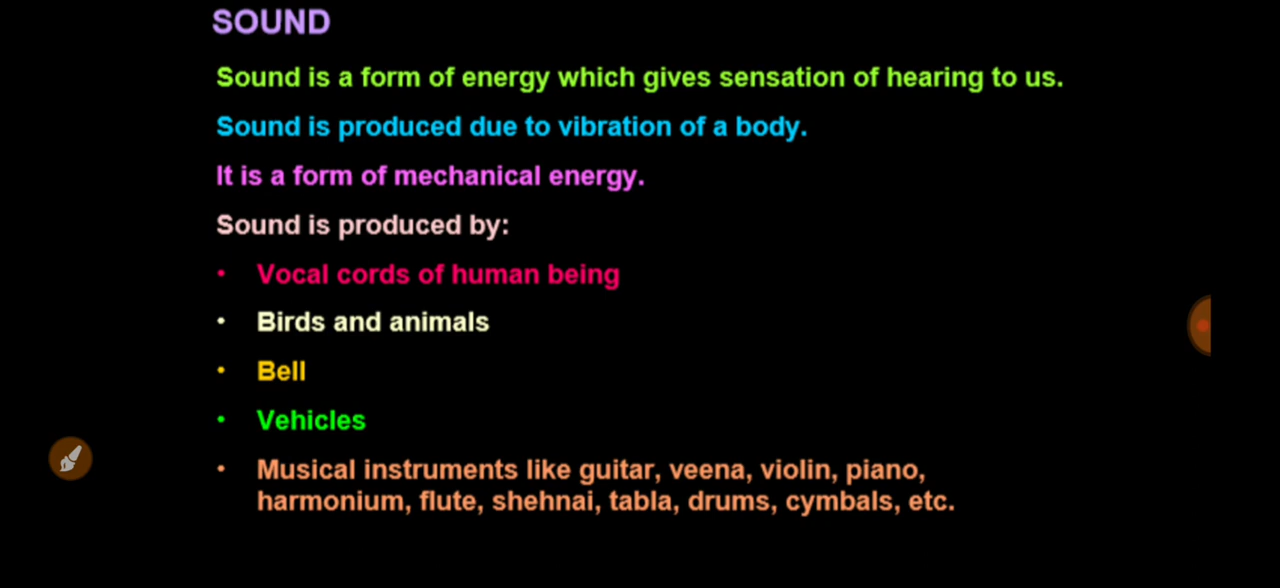 SOUND
Sound is a form of energy which gives sensation of hearing to us.
Sound is produced due to vibration of a body.
It is a form of mechanical energy.
Sound is produced by:
• Vocal cords of human being
• Birds and animals
• Bell
• Vehicles
• Musical instruments like guitar, veena, violin, piano,
harmonium, flute, shehnai, tabla, drums, cymbals, etc.